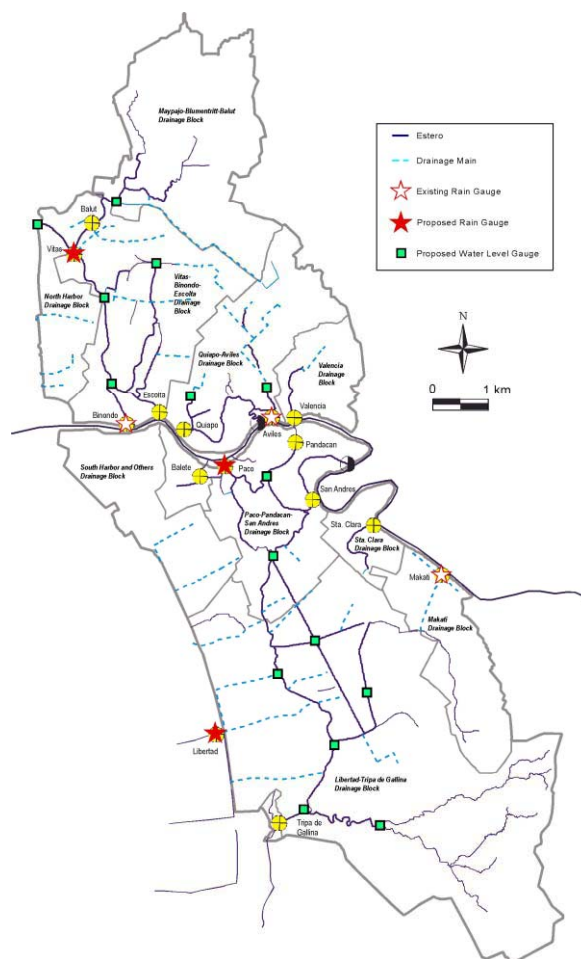 Maypajo-Blumentritt-Balut
Drainage Block
Estero
Drainage Main
Existing Rain Gauge
Proposed Rain Gauge
Proposed Water Level Gauge
Balut
Vitas
Vitas-
Binondo-
Escolta
Drainage
Block
North Harbor
Drainage Block
N
0 1 km
Quiapo-Aviles
Drainage Block
Valencia
Drainage
Block
Escolta
Binondo
Quiapo
Aviles
Valencia
Pandacan
South Harbor and Others
Drainage Block
Balete
Paco
San Andres
Paco-Pandacan-
San Andres
Drainage Block
Sta. Clara
Sta. Clara
Drainage Block
Makati
Makati
Drainage Block
Libertad
Libertad-Tripa de Gallina
Drainage Block
Tripa de
Gallina